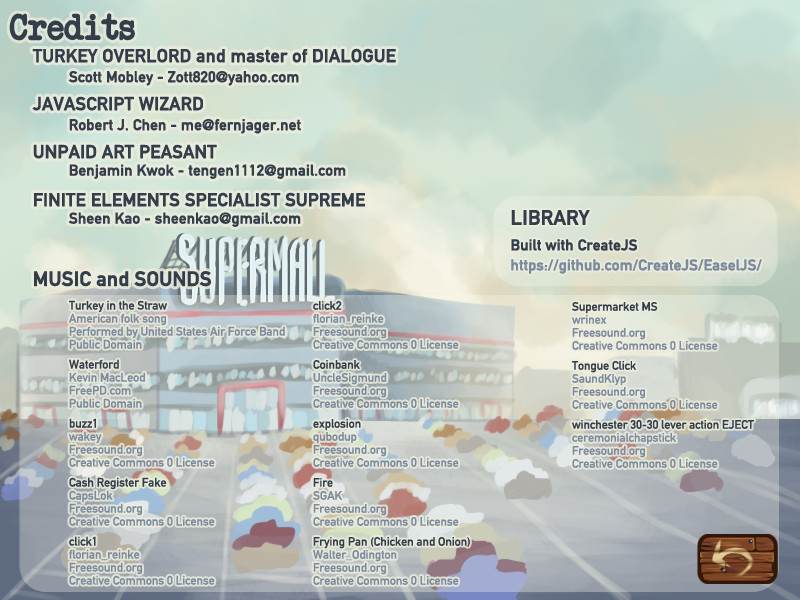 Credits
TURKEY OVERLORD and master of DIALOGUE
Scott Mobley - Zott820@yahoo.com
JAVASCRIPT WIZARD
Robert J. Chen - me@fernjager.net
UNPAID ART PEASANT
Benjamin Kwok - tengen1112@gmail.com
FINITE ELEMENTS SPECIALIST SUPREME
Sheen Kao - sheenkao@gmail.com
LIBRARY
Built with CreateJS
https://github.com/CreateJS/EaselJS/
SUPERMALL
MUSIC and SOUNDS
Turkey in the Straw
American folk song
Performed by United States Air Force Band
Public Domain
Waterford
Kevin MacLeod
FreePD.com
Public Domain
buzz1
wakey
Freesound.org
Creative Commons 0 License
Cash Register Fake
CapsLok
Freesound.org
Creative Commons 0 License
click1
florian_reinke
Freesound.org
Creative Commons 0 License
click2
florian_reinke
Freesound.org
Creative Commons 0 License
Coinbank
UncleSigmund
Freesound.org
Creative Commons 0 License
explosion
qubodup
Freesound.org
Creative Commons 0 License
Fire
SGAK
Freesound.org
Creative Commons 0 License
Frying Pan (Chicken and Onion)
Walter_Odington
Freesound.org
Creative Commons 0 License
Supermarket MS
wrinex
Freesound.org
Creative Commons 0 License
Tongue Click
SaundKlyp
Freesound.org
Creative Commons 0 License
winchester 30-30 lever action EJECT
ceremonialchapstick
Freesound.org
Creative Commons 0 License